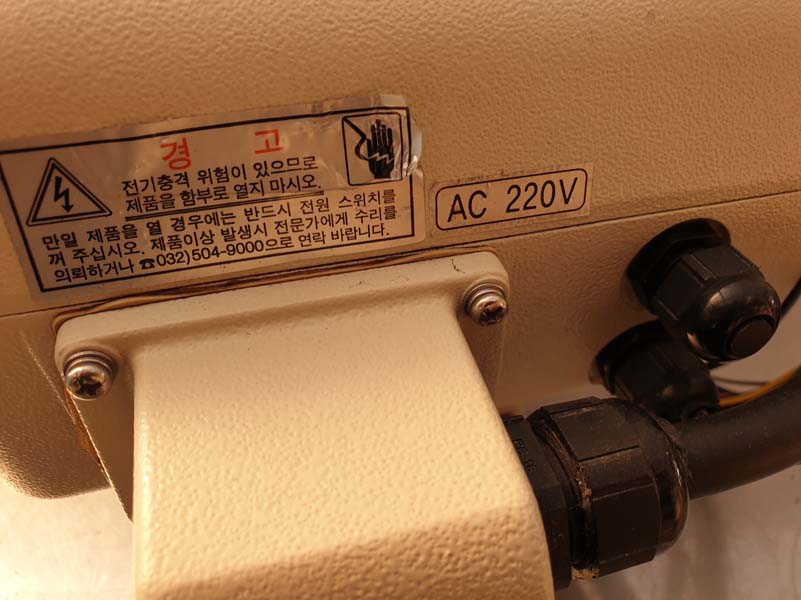 경 고
전기충격 위험이 있으므로
제품을 함부로 열지 마시오.
만일 제품을 열 경우에는 반드시 전원 스위치를
꺼 주십시오. 제품이상 발생시 전문가에게 수리를
의뢰하거나 ☎032)504-9000으로 연락 바랍니다.
AC 220V